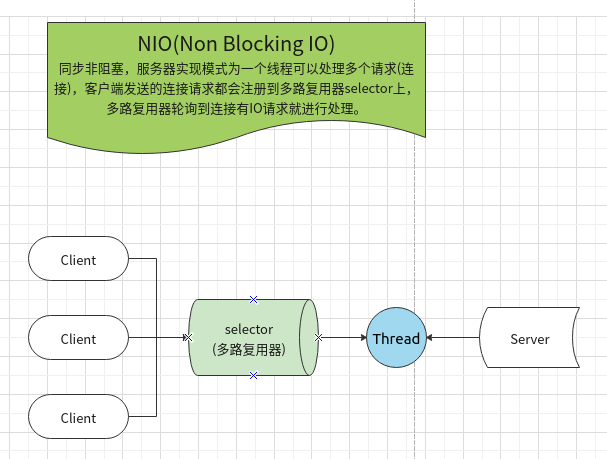 NIO(Non Blocking IO)
同步非阻塞，服务器实现模式为一个线程可以处理多个请求(连
接)，客户端发送的连接请求都会注册到多路复用器selector上，
多路复用器轮询到连接有IO请求就进行处理。
Client
Client
Client
selector
(多路复用器)
Thread
Server